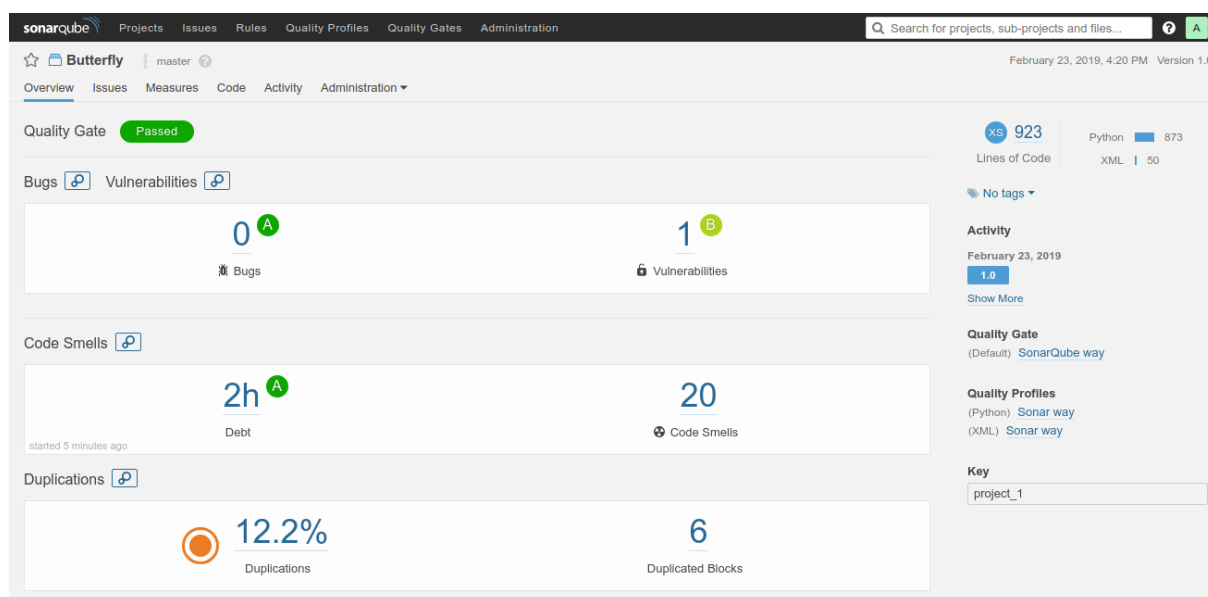 sonarqube Projects Issues Rules Quality Profiles Quality Gates Administration Search for projects, sub-projects and files... ? A
Butterfly master ? February 23, 2019, 4:20 PM Version 1.0
Overview Issues Measures Code Activity Administration
Quality Gate Passed
XS 923
Lines of Code
Python 873
XML 50
Bugs Vulnerabilities
0 A
Bugs
1 B
Vulnerabilities
Code Smells
2h A
Debt
started 5 minutes ago
20
Code Smells
Duplications
12.2%
Duplications
6
Duplicated Blocks
No tags
Activity
February 23, 2019
1.0
Show More
Quality Gate
(Default) SonarQube way
Quality Profiles
(Python) Sonar way
(XML) Sonar way
Key
project_1